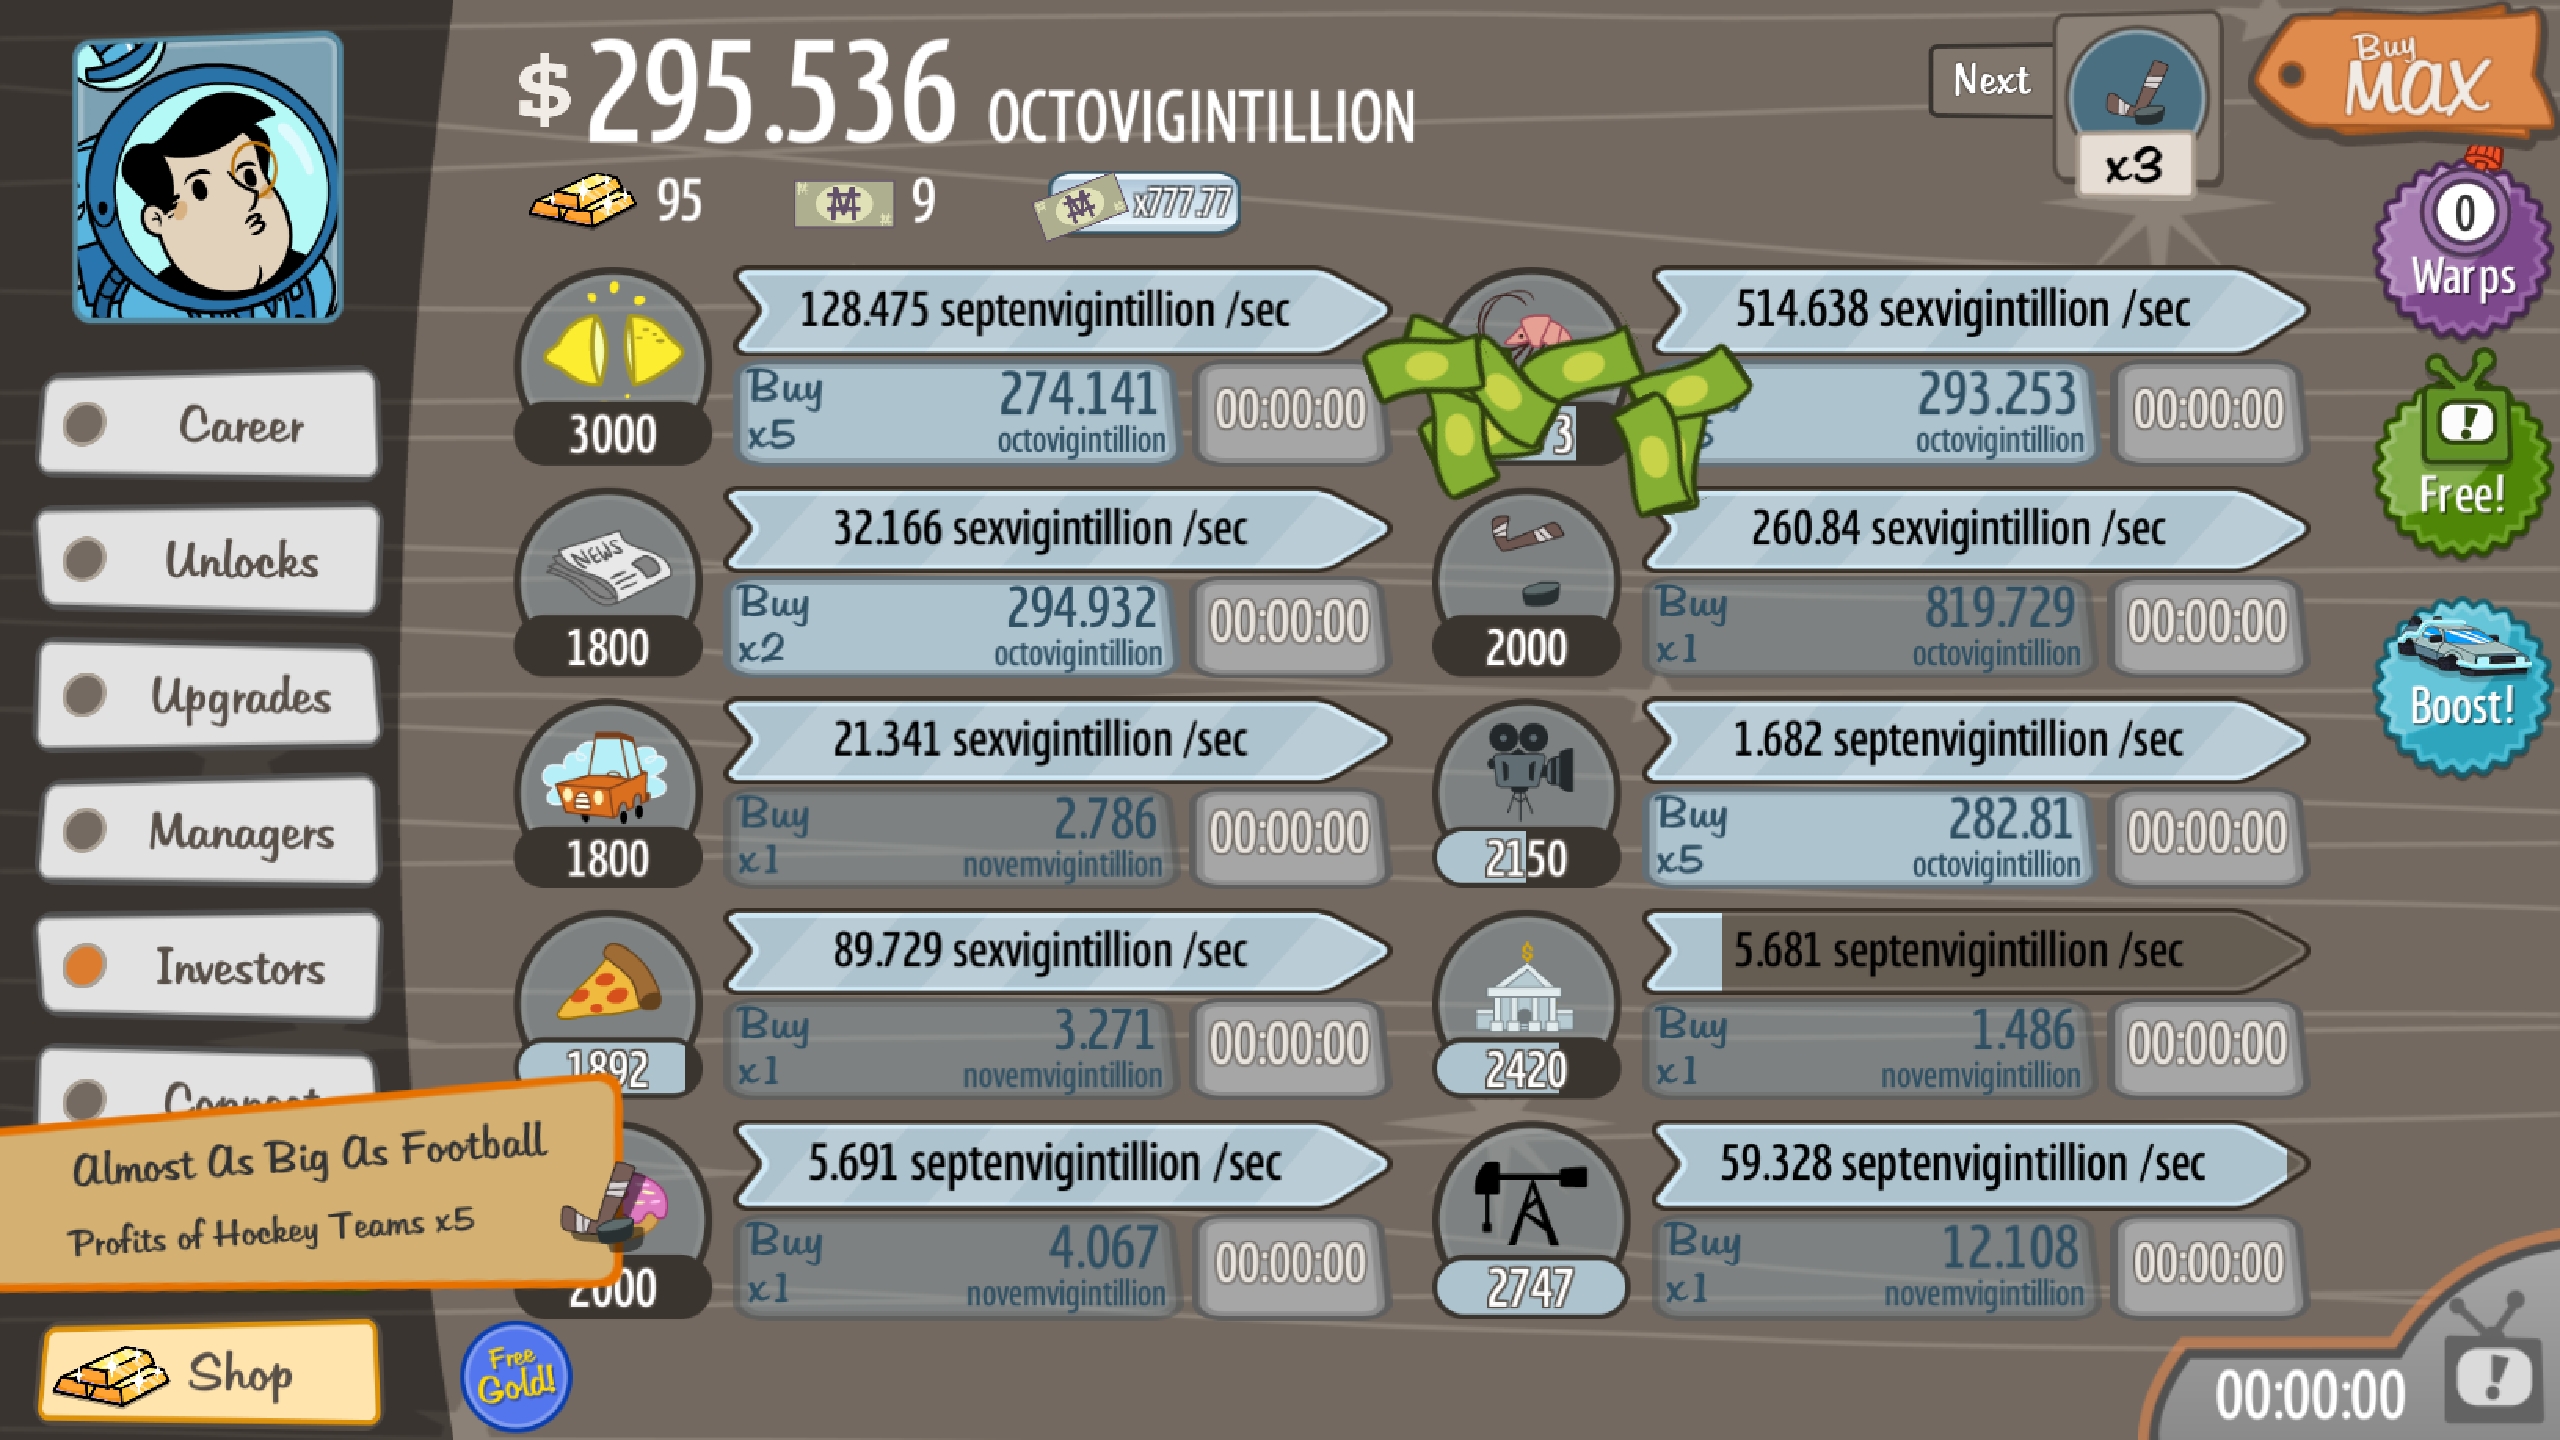 $295.536 OCTOVIGINTILLION
Next
x3
Buy
MAX
95
9
x777.77
0
Warps
Free!
Boost!
Career
Unlocks
Upgrades
Managers
Investors
Connect
Almost As Big As Football
Profits of Hockey Teams x5
Shop
Free
Gold!
128.475 septenvigintillion /sec
3000
Buy
x5
274.141
octovigintillion
00:00:00
NEWS
32.166 sexvigintillion /sec
1800
Buy
x2
294.932
octovigintillion
00:00:00
21.341 sexvigintillion /sec
1800
Buy
x1
2.786
novemvigintillion
00:00:00
89.729 sexvigintillion /sec
1892
Buy
x1
3.271
novemvigintillion
00:00:00
5.691 septenvigintillion /sec
2000
Buy
x1
4.067
novemvigintillion
00:00:00
514.638 sexvigintillion /sec
3
293.253
octovigintillion
00:00:00
260.84 sexvigintillion /sec
2000
Buy
x1
819.729
octovigintillion
00:00:00
1.682 septenvigintillion /sec
2150
Buy
x5
282.81
octovigintillion
00:00:00
5.681 septenvigintillion /sec
2420
Buy
x1
1.486
novemvigintillion
00:00:00
59.328 septenvigintillion /sec
2747
Buy
x1
12.108
novemvigintillion
00:00:00
00:00:00